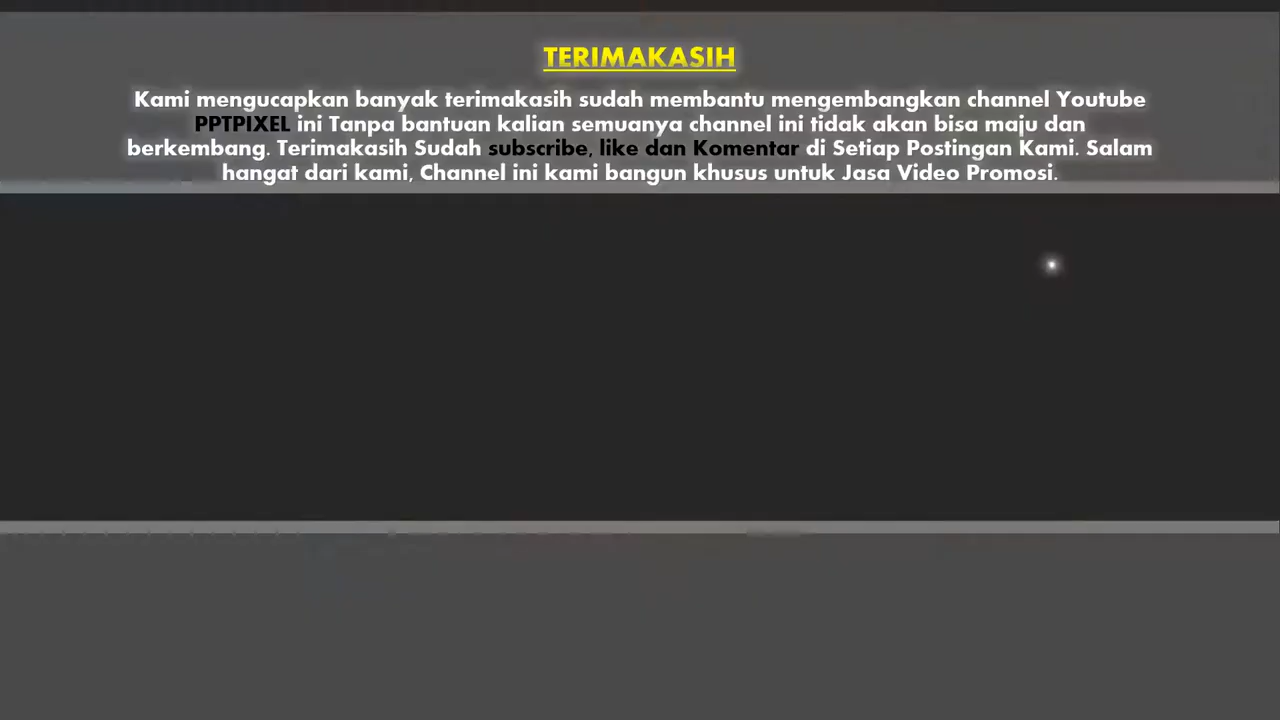 TERIMAKASIH
Kami mengucapkan banyak terimakasih sudah membantu mengembangkan channel Youtube
PPTPIXEL ini Tanpa bantuan kalian semuanya channel ini tidak akan bisa maju dan
berkembang. Terimakasih Sudah subscribe, like dan Komentar di Setiap Postingan Kami. Salam
hangat dari kami, Channel ini kami bangun khusus untuk Jasa Video Promosi.